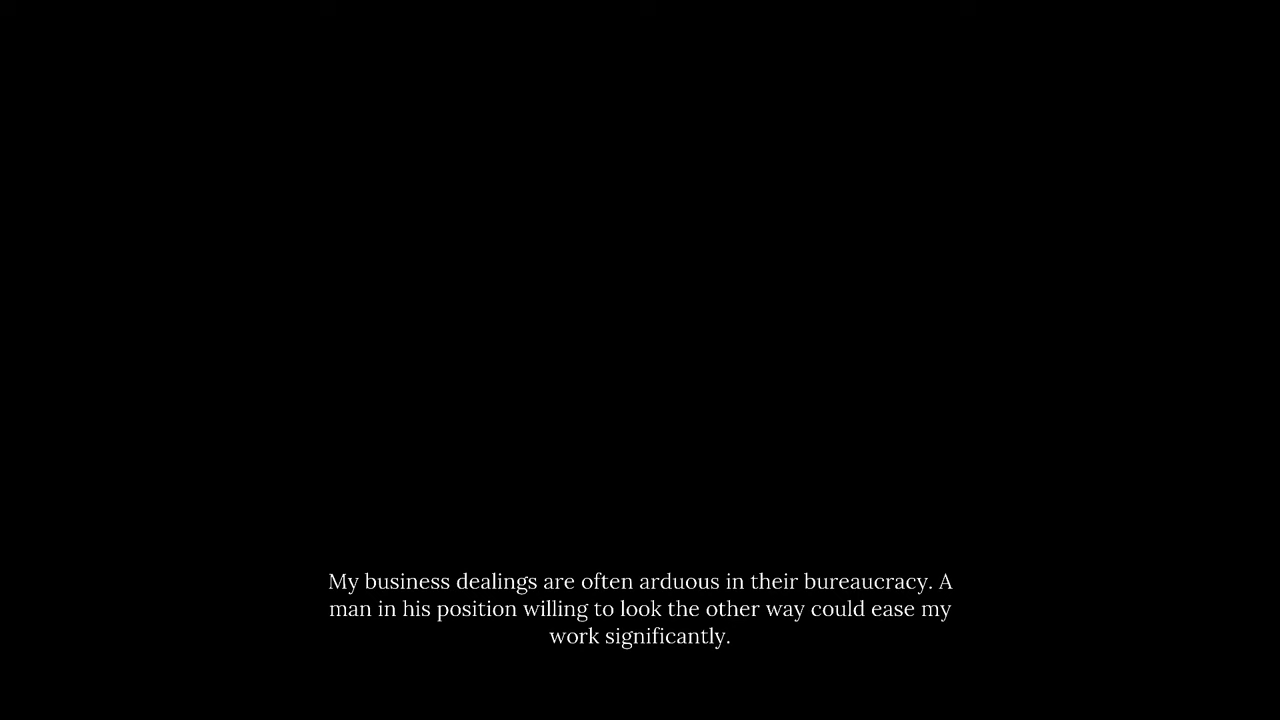 My business dealings are often arduous in their bureaucracy. A
man in his position willing to look the other way could ease my
work significantly.